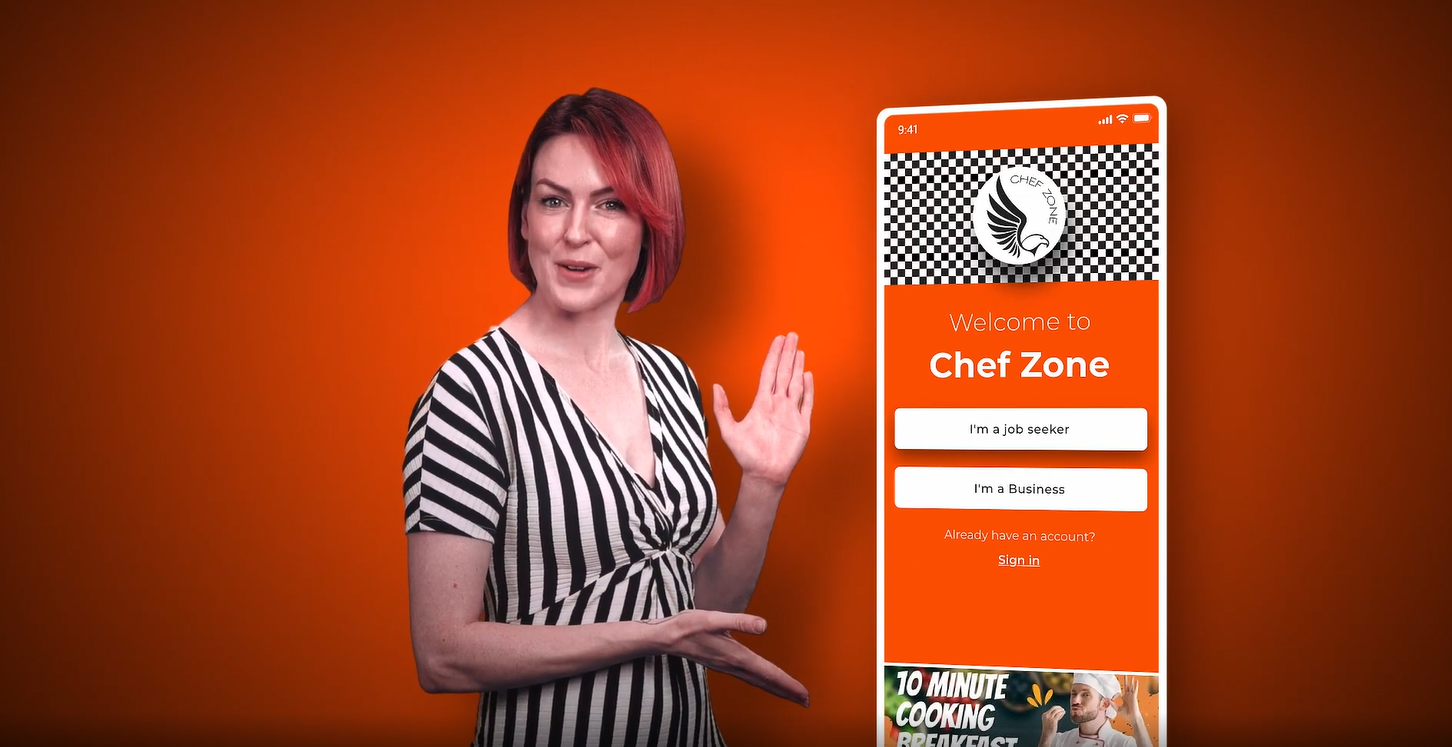 9:41
CHEF ZONE
Welcome to
Chef Zone
I'm a job seeker
I'm a Business
Already have an account?
Sign in
10 MINUTE
COOKING
BREAKFAST